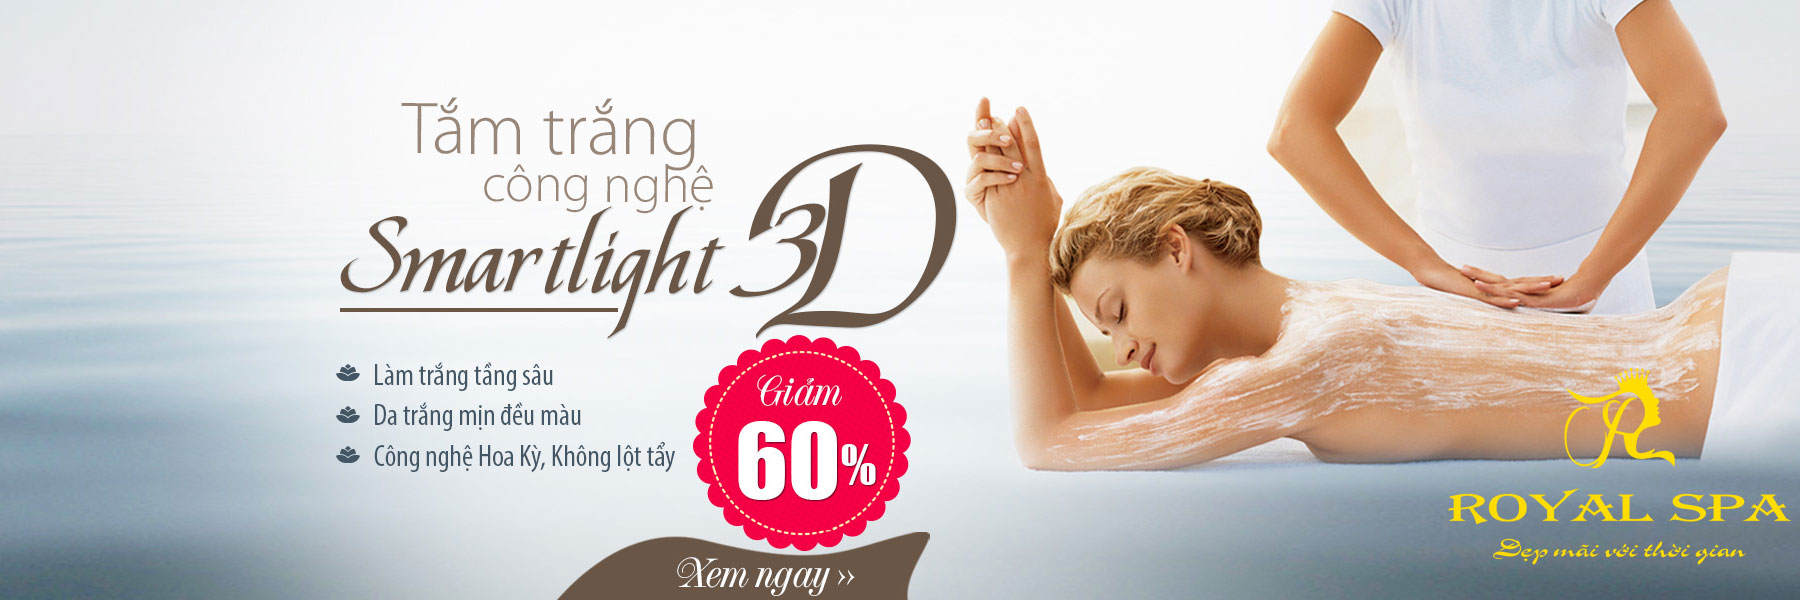 Tắm trắng
công nghệ
Smartlight 3D
Làm trắng tầng sâu
Da trắng mịn đều màu
Công nghệ Hoa Kỳ, Không lột tẩy
Giảm
60%
Xem ngay ››
ROYAL SPA
Đẹp mãi với thời gian